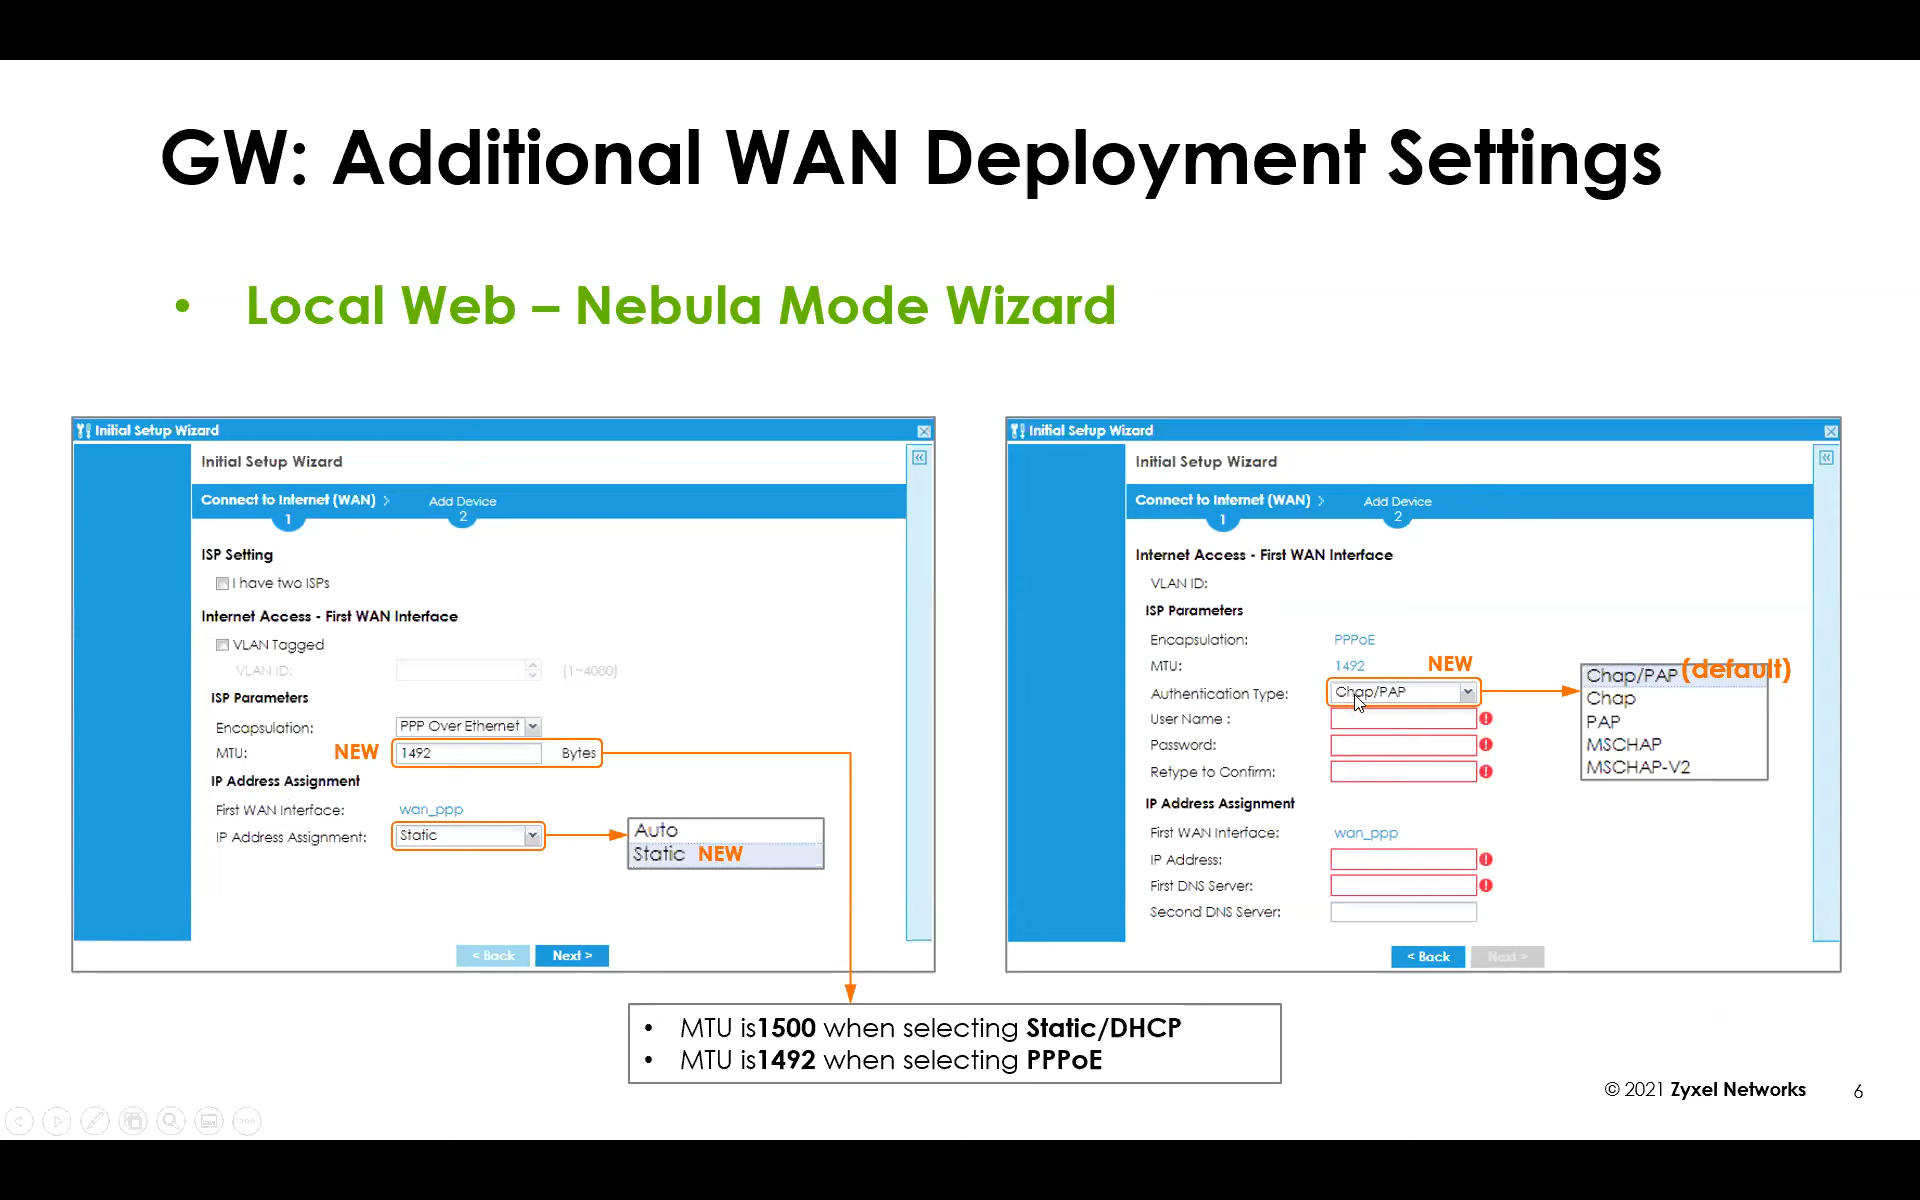 GW: Additional WAN Deployment Settings
• Local Web – Nebula Mode Wizard
Initial Setup Wizard
Initial Setup Wizard
Connect to Internet (WAN) > Add Device
1 2
ISP Setting
I have two ISPs
Internet Access - First WAN Interface
VLAN Tagged
VLAN ID: (1~4080)
ISP Parameters
Encapsulation: PPP Over Ethernet
MTU: NEW 1492 Bytes
IP Address Assignment
First WAN Interface: wan_ppp
IP Address Assignment: Static
Auto
Static NEW
< Back Next >
Initial Setup Wizard
Initial Setup Wizard
Connect to Internet (WAN) > Add Device
1 2
Internet Access - First WAN Interface
VLAN ID:
ISP Parameters
Encapsulation: PPPoE
MTU: 1492 NEW
Authentication Type: Chap/PAP
User Name :
Password:
Retype to Confirm:
Chap/PAP (default)
Chap
PAP
MSCHAP
MSCHAP-V2
IP Address Assignment
First WAN Interface: wan_ppp
IP Address:
First DNS Server:
Second DNS Server:
< Back Next >
• MTU is1500 when selecting Static/DHCP
• MTU is1492 when selecting PPPoE
© 2021 Zyxel Networks 6